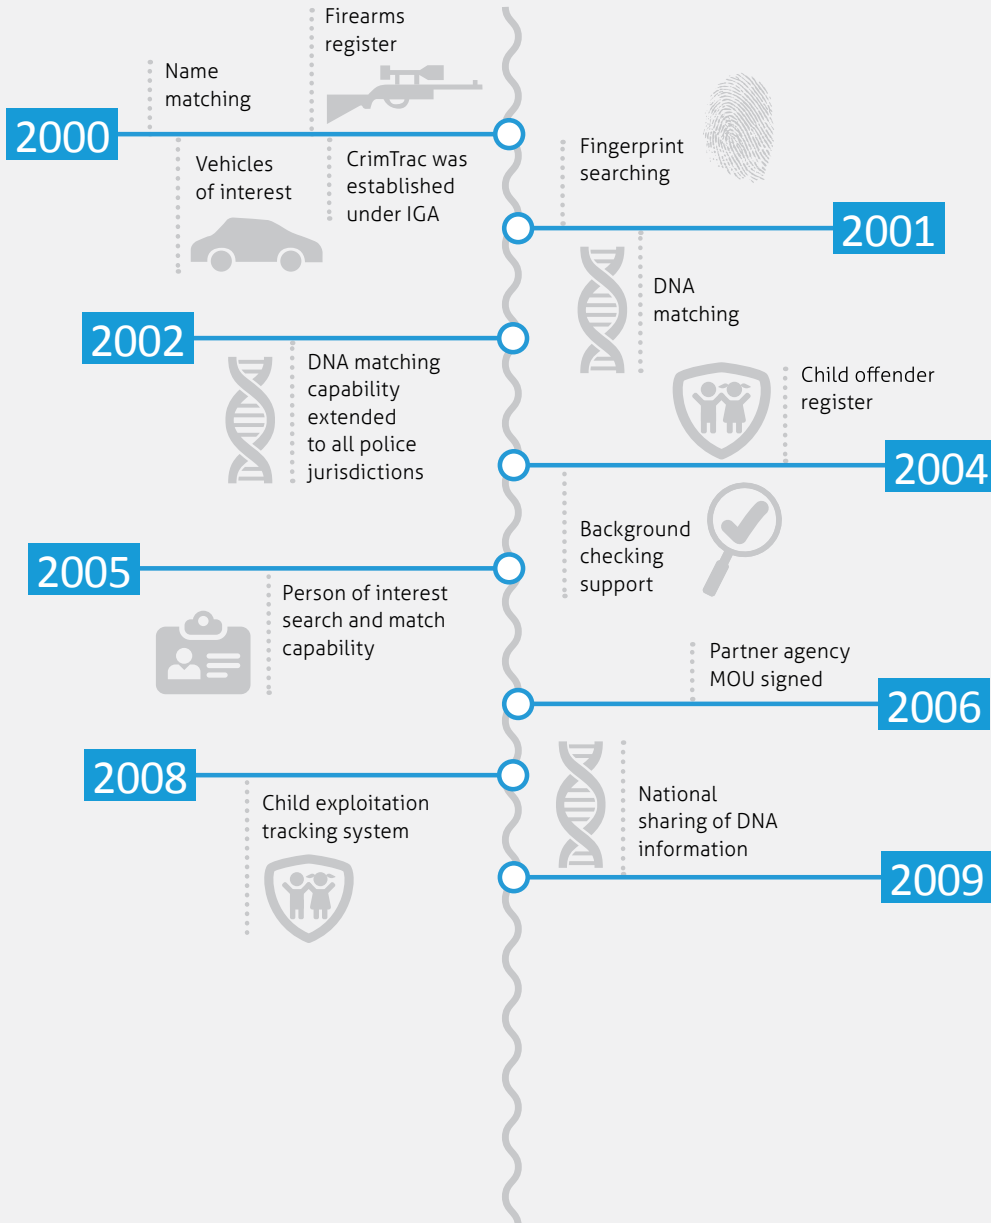 2000
Name
matching
Firearms
register
Vehicles
of interest
CrimTrac was
established
under IGA
2001
Fingerprint
searching
DNA
matching
2002
DNA matching
capability
extended
to all police
jurisdictions
2004
Child offender
register
Background
checking
support
2005
Person of interest
search and match
capability
2006
Partner agency
MOU signed
2008
Child exploitation
tracking system
2009
National
sharing of DNA
information